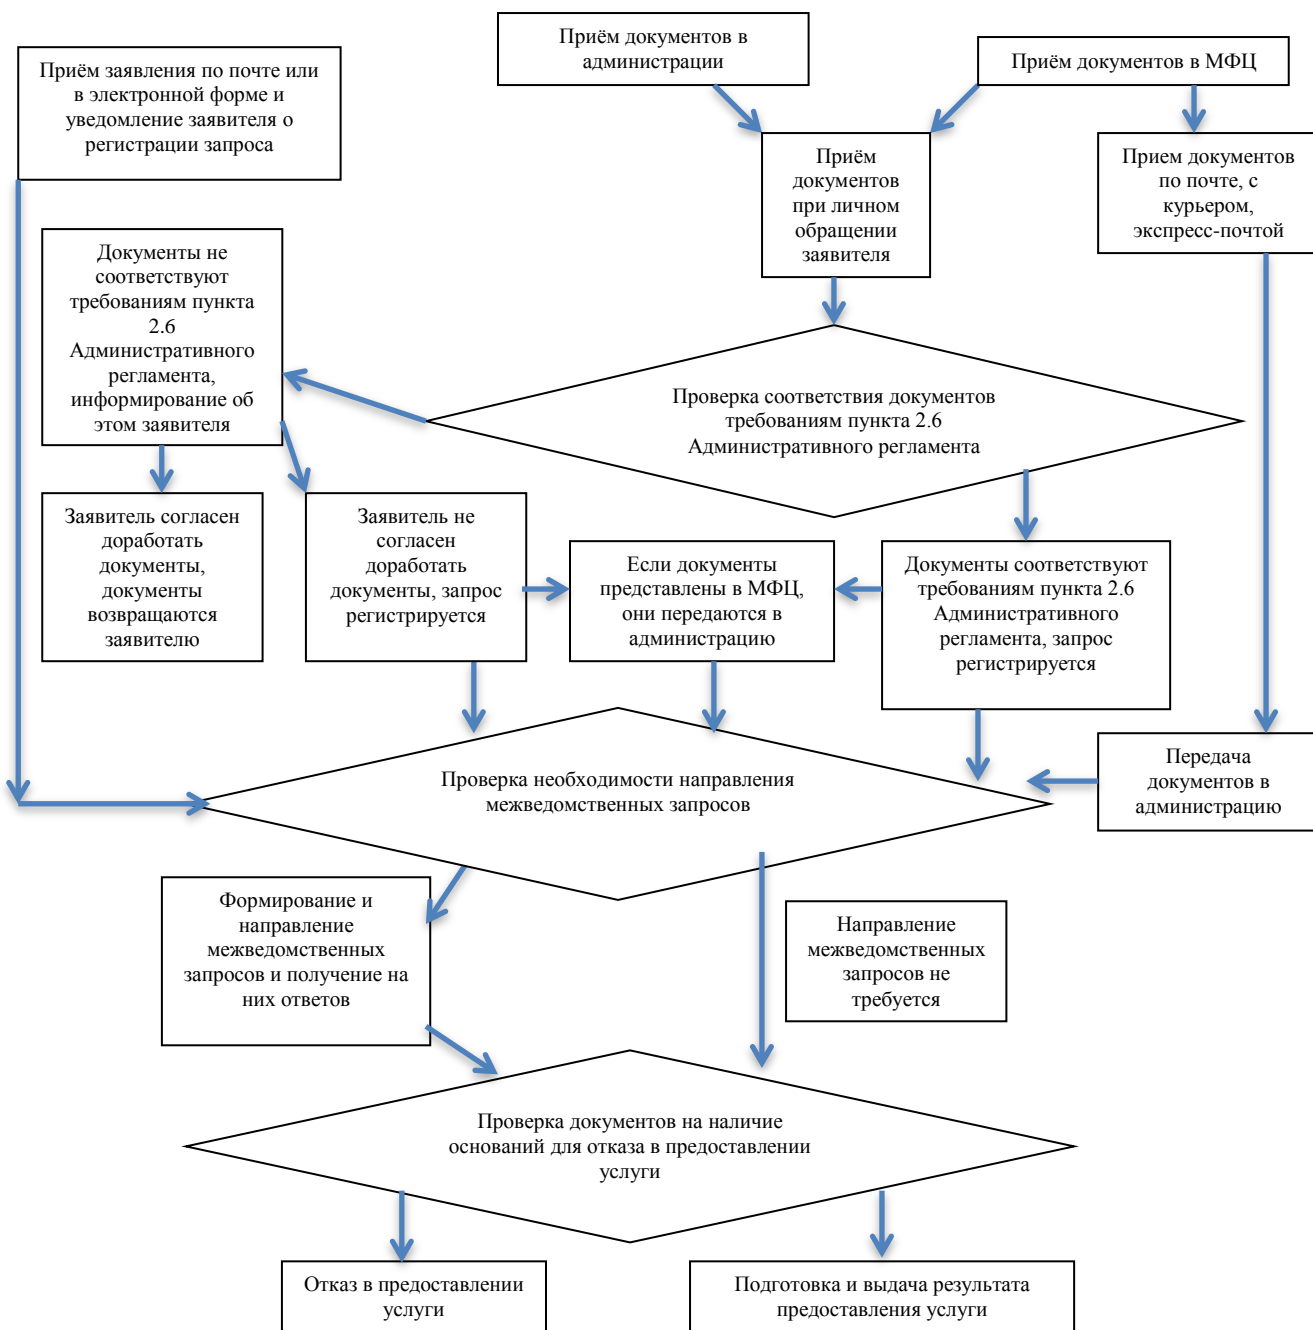 Приём документов в
администрации
Приём заявления по почте или
в электронной форме и
уведомление заявителя о
регистрации запроса
Приём документов в МФЦ
Приём
документов
при личном
обращении
заявителя
Прием документов
по почте, с
курьером,
экспресс-почтой
Документы не
соответствуют
требованиям пункта
2.6
Административного
регламента,
информирование об
этом заявителя
Проверка соответствия документов
требованиям пункта 2.6
Административного регламента
Заявитель согласен
доработать
документы,
документы
возвращаются
заявителю
Заявитель не
согласен
доработать
документы, запрос
регистрируется
Если документы
представлены в МФЦ,
они передаются в
администрацию
Документы соответствуют
требованиям пункта 2.6
Административного
регламента, запрос
регистрируется
Проверка необходимости направления
межведомственных запросов
Передача
документов в
администрацию
Формирование и
направление
межведомственных
запросов и получение на
них ответов
Направление
межведомственных
запросов не
требуется
Проверка документов на наличие
оснований для отказа в предоставлении
услуги
Отказ в предоставлении
услуги
Подготовка и выдача результата
предоставления услуги